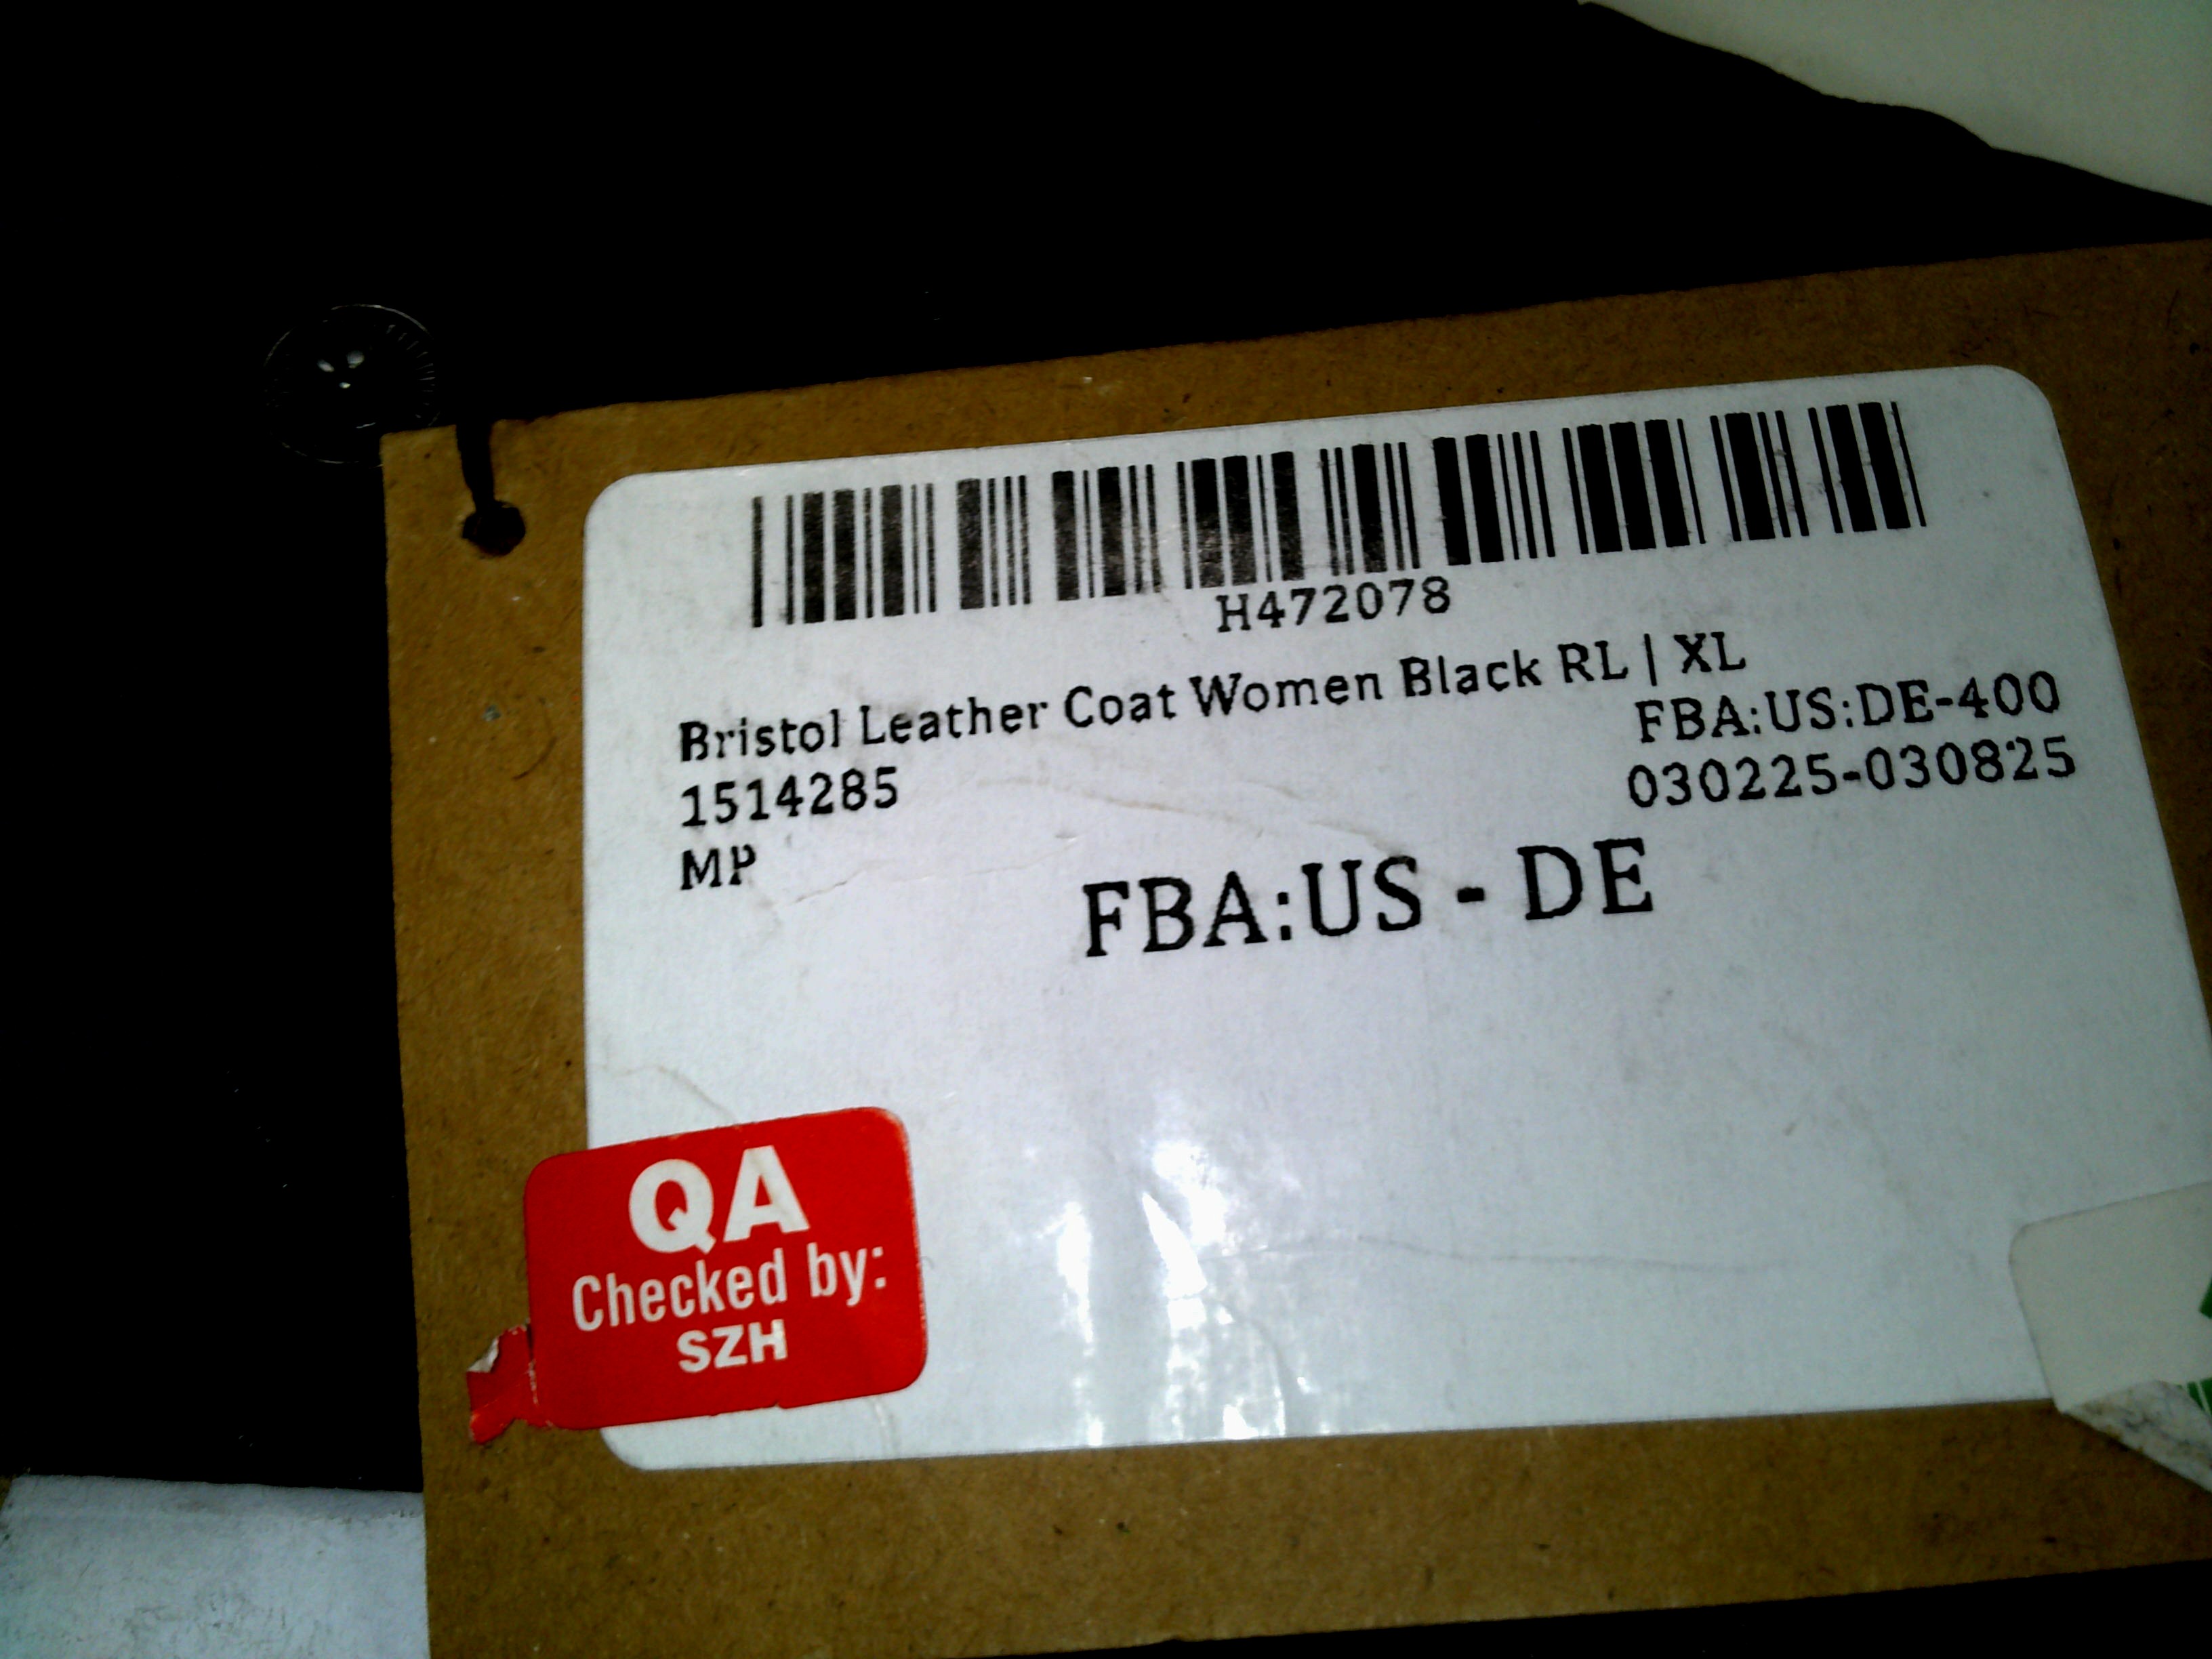 H472078
Bristol Leather Coat Women Black RL | XL
FBA:US:DE-400
1514285
030225-030825
MP
FBA:US - DE
QA
Checked by:
SZH